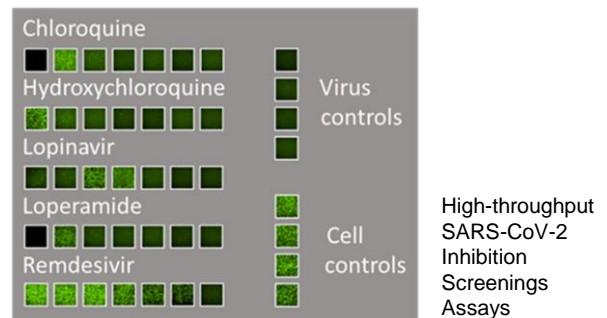 Chloroquine
Hydroxychloroquine
Lopinavir
Loperamide
Remdesivir
Virus
controls
Cell
controls
High-throughput
SARS-CoV-2
Inhibition
Screenings
Assays